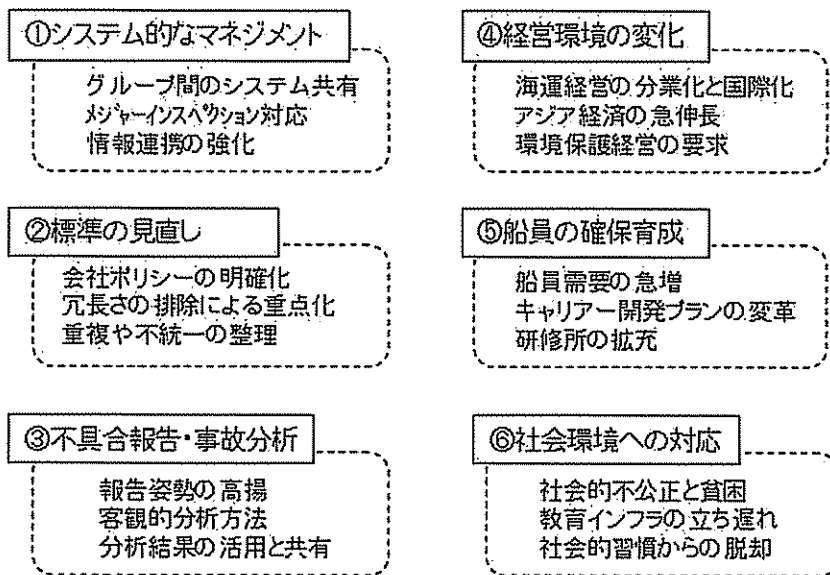 ①システム的なマネジメント
グループ間のシステム共有
メジャーインスペクション対応
情報連携の強化
②標準の見直し
会社ポリシーの明確化
冗長さの排除による重点化
重複や不統一の整理
③不具合報告・事故分析
報告姿勢の高揚
客観的分析方法
分析結果の活用と共有
④経営環境の変化
海運経営の分業化と国際化
アジア経済の急伸長
環境保護経営の要求
⑤船員の確保育成
船員需要の急増
キャリアー開発プランの変革
研修所の拡充
⑥社会環境への対応
社会的不公正と貧困
教育インフラの立ち遅れ
社会的習慣からの脱却